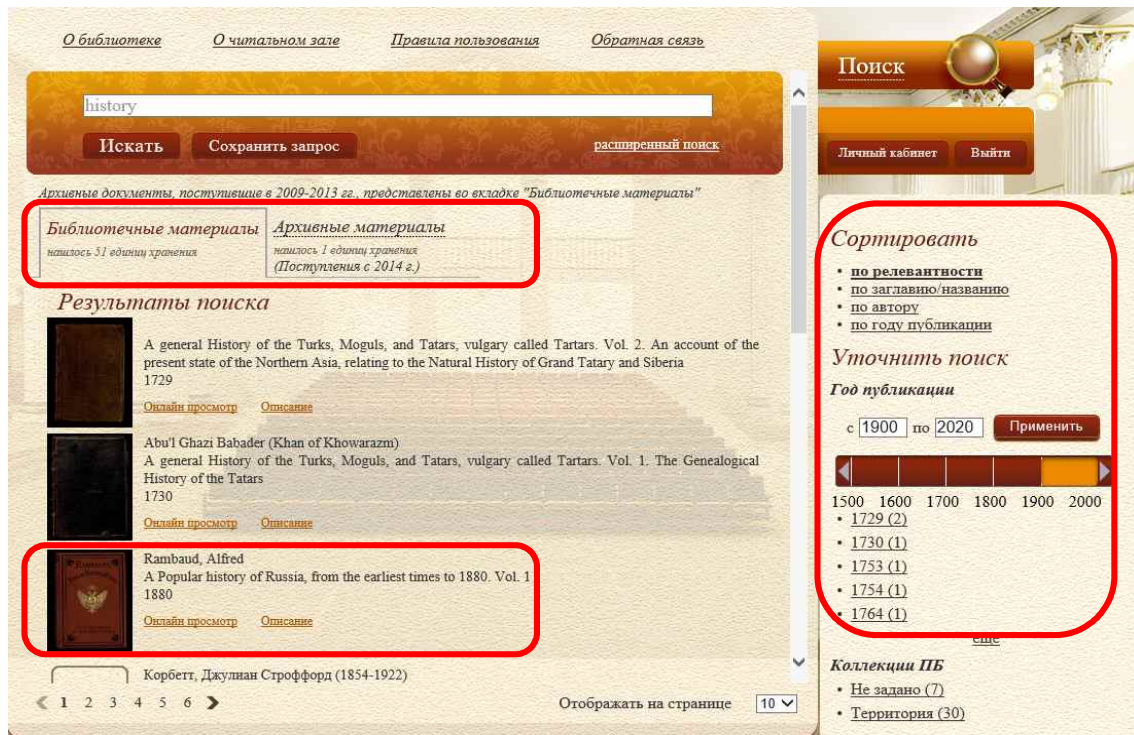 О библиотеке О читальном зале Правила пользования Обратная связь
Поиск
history
Искать Сохранить запрос расширенный поиск
Личный кабинет Выйти
Архивные документы, поступившие в 2009-2013 гг., представлены во вкладке "Библиотечные материалы"
Библиотечные материалы
нашлось 51 единиц хранения
Архивные материалы
нашлось 1 единиц хранения
(Поступления с 2014 г.)
Результаты поиска
A general History of the Turks, Moguls, and Tatars, vulgary called Tartars. Vol. 2. An account of the
present state of the Northern Asia, relating to the Natural History of Grand Tatary and Siberia
1729
Онлайн просмотр Описание
Abu'l Ghazi Babader (Khan of Khowarazm)
A general History of the Turks, Moguls, and Tatars, vulgary called Tartars. Vol. 1. The Genealogical
History of the Tatars
1730
Онлайн просмотр Описание
Rambaud, Alfred
A Popular history of Russia, from the earliest times to 1880. Vol. 1
1880
Онлайн просмотр Описание
Корбетт, Джулиан Строффорд (1854-1922)
1 2 3 4 5 6
Отображать на странице 10
Сортировать
• по релевантности
• по заглавию/названию
• по автору
• по году публикации
Уточнить поиск
Год публикации
с 1900 по 2020 Применить
1500 1600 1700 1800 1900 2000
• 1729 (2)
• 1730 (1)
• 1753 (1)
• 1754 (1)
• 1764 (1)
еще
Коллекции ПБ
• Не задано (7)
• Территория (30)